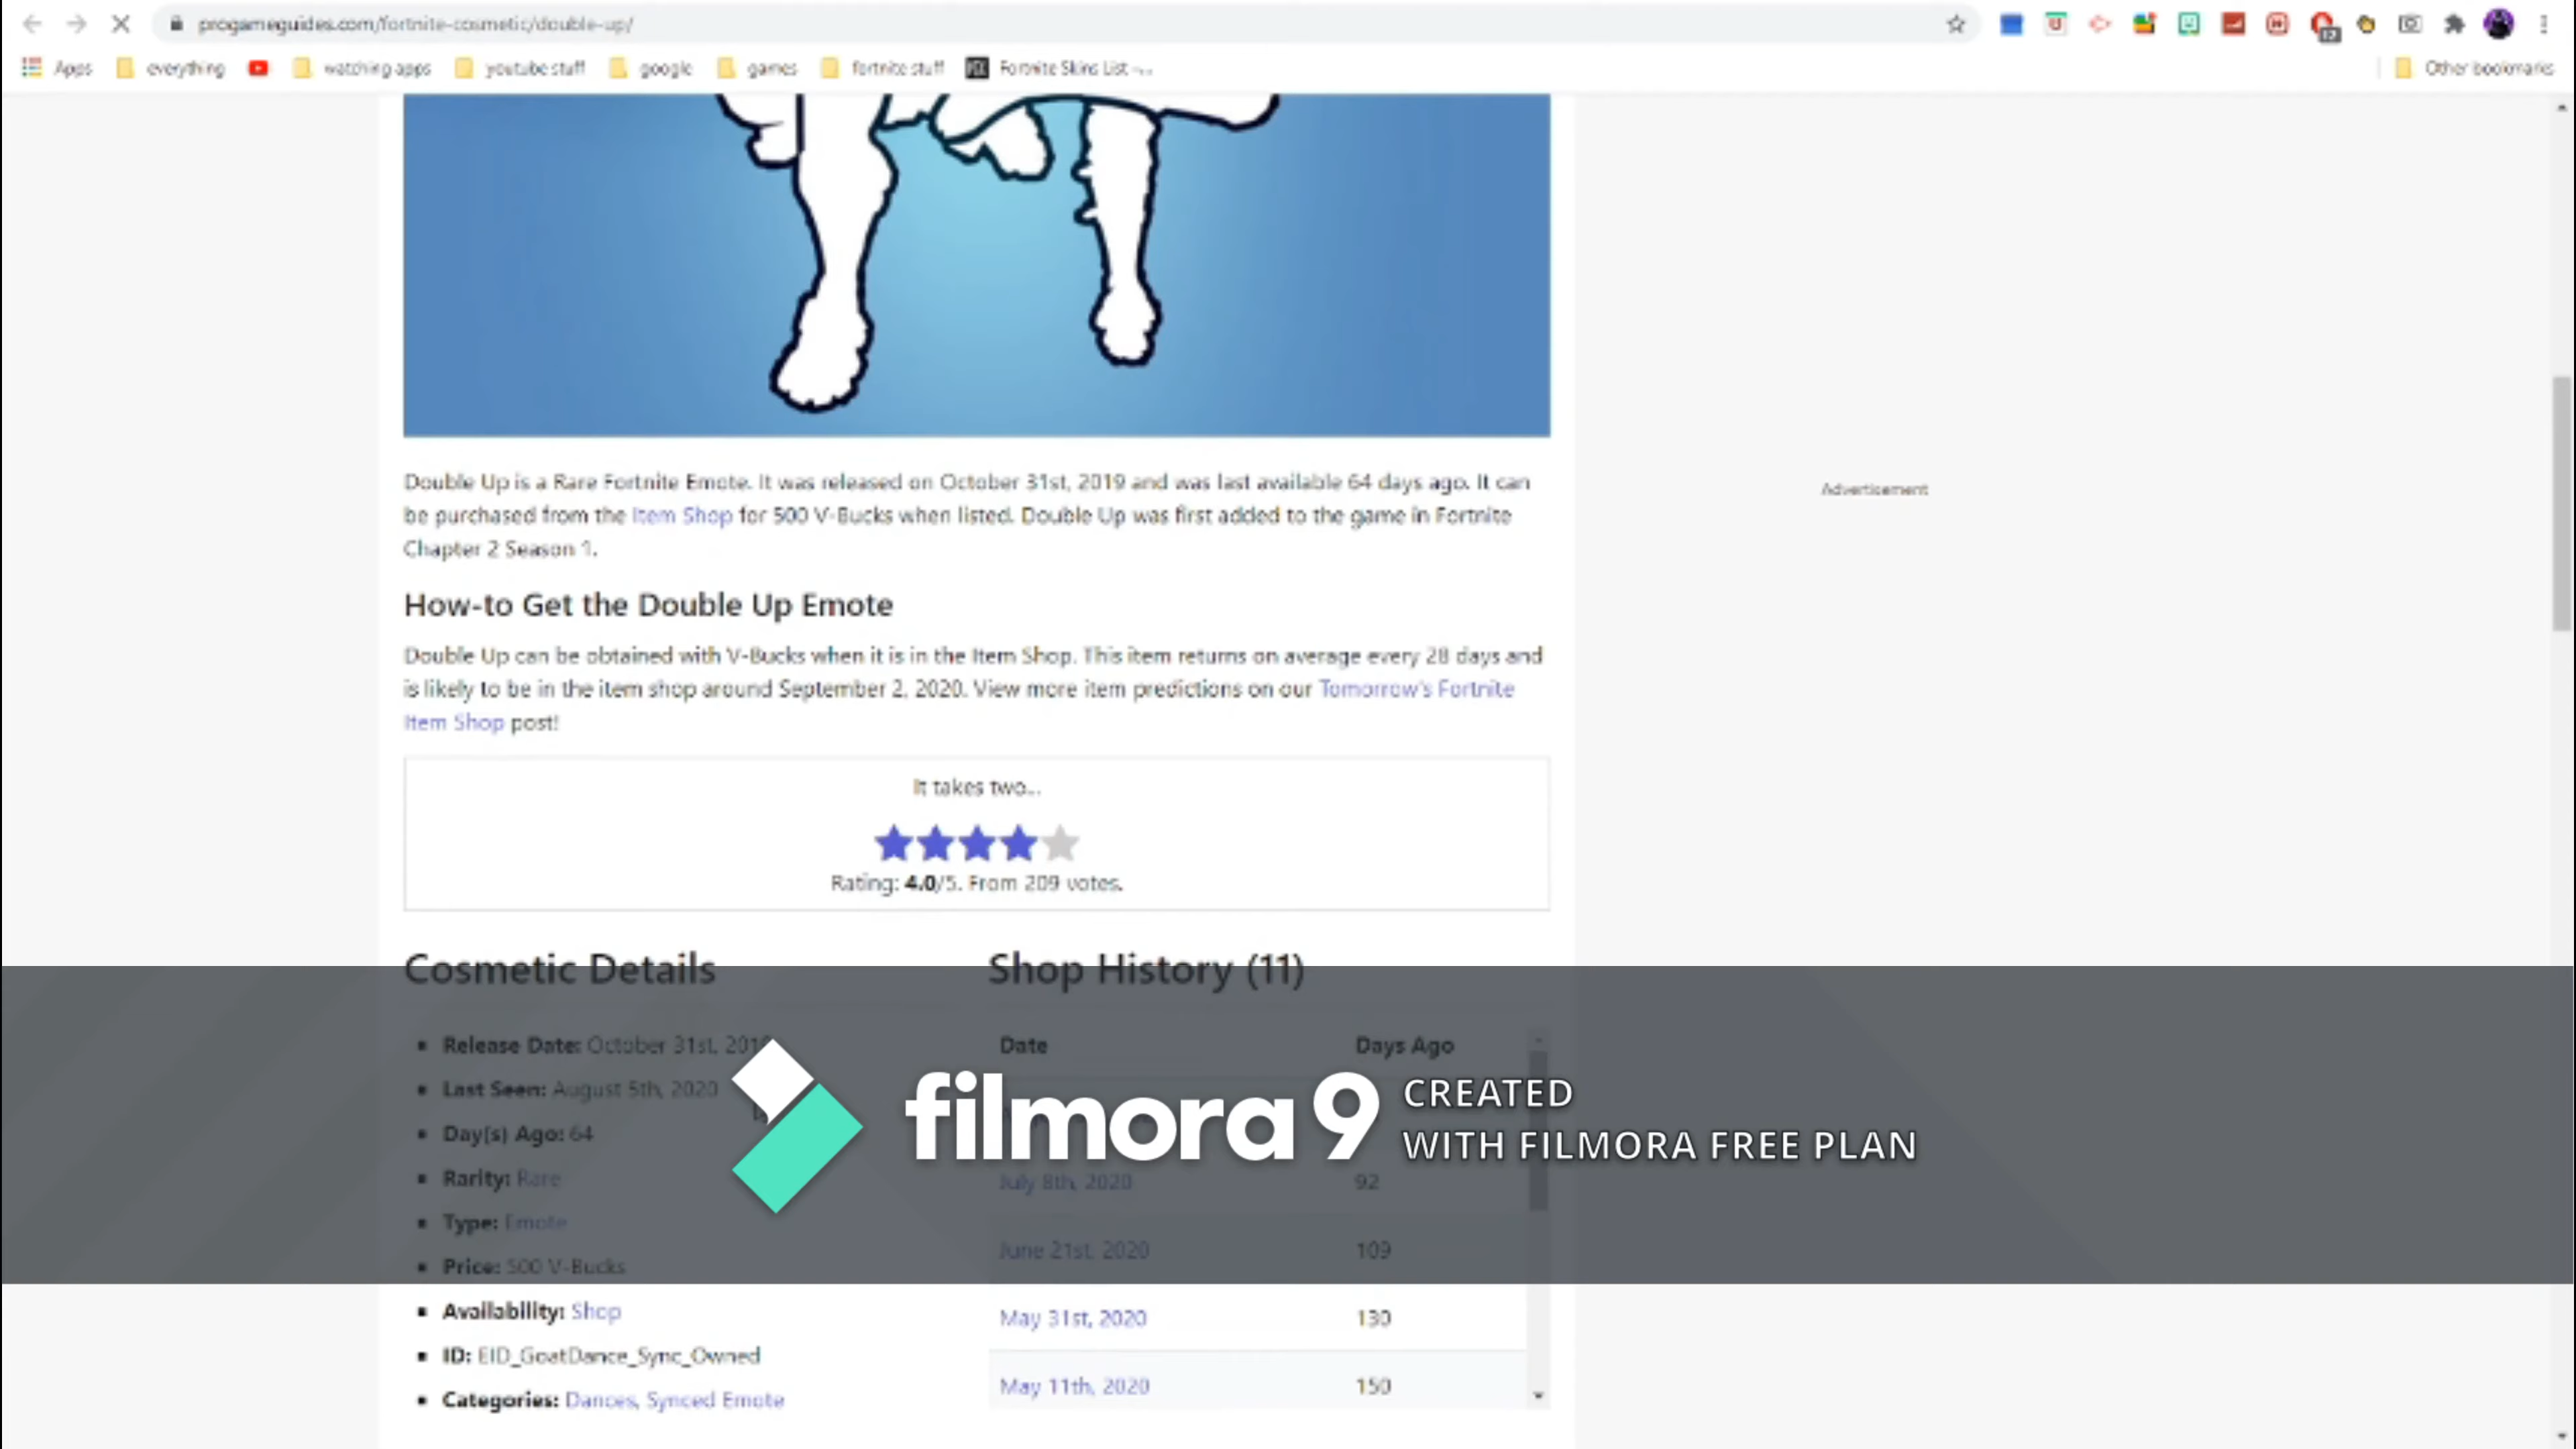 progameguides.com/fortnite-cosmetic/double-up/
Apps everything watching apps youtube stuff google games fortnite stuff Fortnite Skins List -... Other bookmarks
Double Up is a Rare Fortnite Emote. It was released on October 31st, 2019 and was last available 64 days ago. It can
be purchased from the Item Shop for 500 V-Bucks when listed. Double Up was first added to the game in Fortnite
Chapter 2 Season 1.
Advertisement
How-to Get the Double Up Emote
Double Up can be obtained with V-Bucks when it is in the Item Shop. This item returns on average every 28 days and
is likely to be in the item shop around September 2, 2020. View more item predictions on our Tomorrow's Fortnite
Item Shop post!
It takes two...
Rating: 4.0/5. From 209 votes.
Cosmetic Details
Release Date: October 31st, 2019
Last Seen: August 5th, 2020
Day(s) Ago: 64
Rarity: Rare
Type: Emote
Price: 500 V-Bucks
Availability: Shop
ID: EID_GoatDance_Sync_Owned
Categories: Dances, Synced Emote
Shop History (11)
Date Days Ago
July 8th, 2020 92
June 21st, 2020 109
May 31st, 2020 130
May 11th, 2020 150
filmora 9
CREATED
WITH FILMORA FREE PLAN